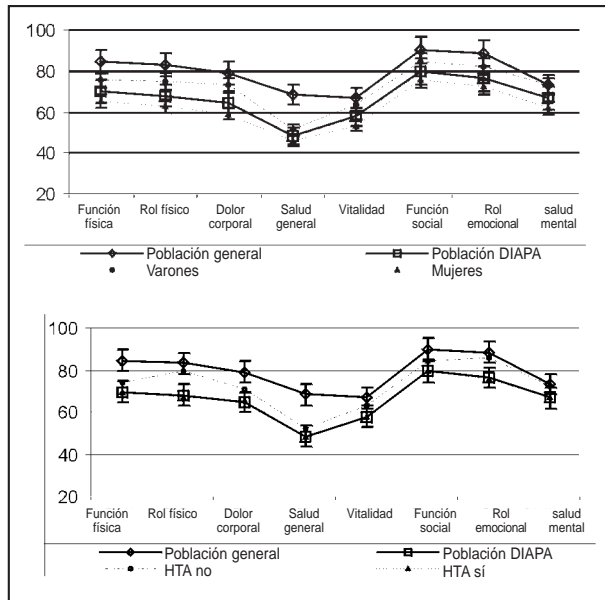 100
80
60
40
20
Función física
Rol físico
Dolor corporal
Salud general
Vitalidad
Función social
Rol emocional
salud mental
Población general
Población DIAPA
Varones
Mujeres
100
80
60
40
20
Función física
Rol físico
Dolor corporal
Salud general
Vitalidad
Función social
Rol emocional
salud mental
Población general
Población DIAPA
HTA no
HTA sí